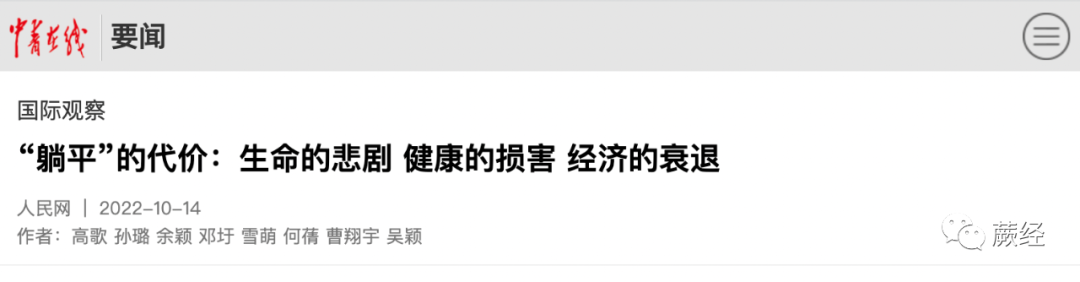 中青在线 要闻
国际观察
“躺平”的代价：生命的悲剧 健康的损害 经济的衰退
人民网 | 2022-10-14
作者：高歌 孙璐 余颖 邓圩 雪萌 何蒨 曹翔宇 吴颖
蕨经